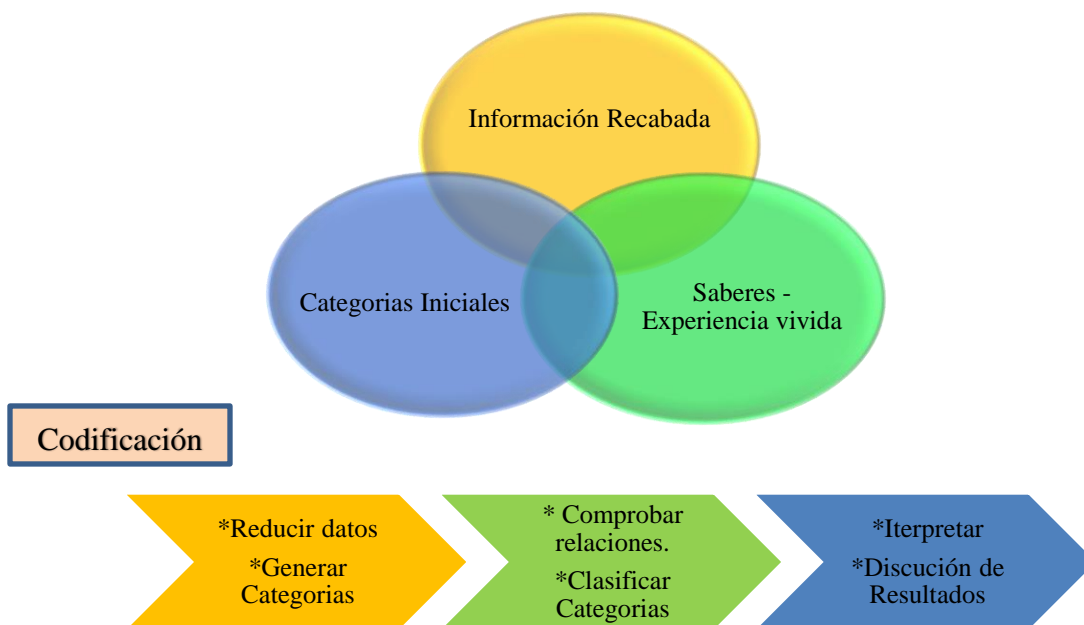 Información Recabada
Categorias Iniciales
Saberes -
Experiencia vivida
Codificación
*Reducir datos
*Generar
Categorias
* Comprobar
relaciones.
*Clasificar
Categorias
*Iterpretar
*Discución de
Resultados